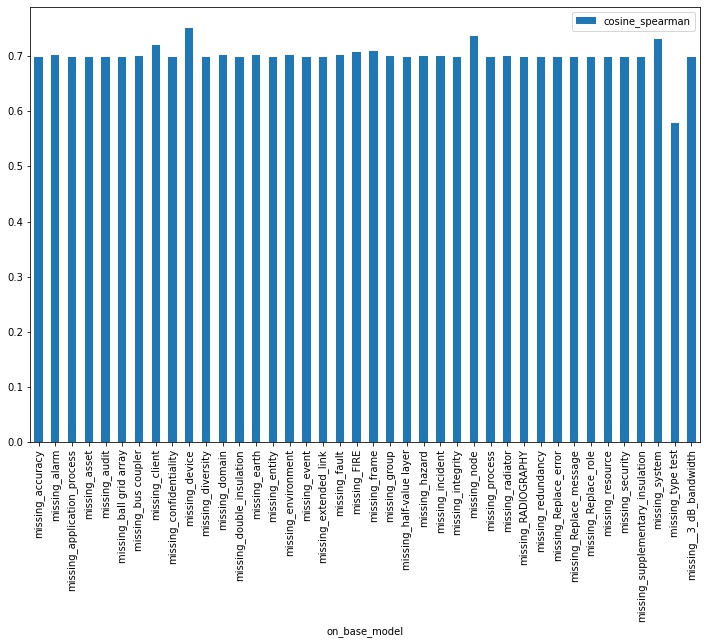 cosine_spearman
0.7
0.6
0.5
0.4
0.3
0.2
0.1
0.0
missing_accuracy
missing_alarm
missing_application_process
missing_asset
missing_audit
missing_ball grid array
missing_bus coupler
missing_client
missing_confidentiality
missing_device
missing_diversity
missing_domain
missing_double_insulation
missing_earth
missing_entity
missing_environment
missing_event
missing_extended_link
missing_fault
missing_FIRE
missing_frame
missing_group
missing_half-value layer
missing_hazard
missing_incident
missing_integrity
missing_node
missing_process
missing_radiator
missing_RADIOGRAPHY
missing_redundancy
missing_Replace_error
missing_Replace_message
missing_Replace_role
missing_resource
missing_security
missing_supplementary_insulation
missing_system
missing_type test
missing__3_dB_bandwidth
on_base_model